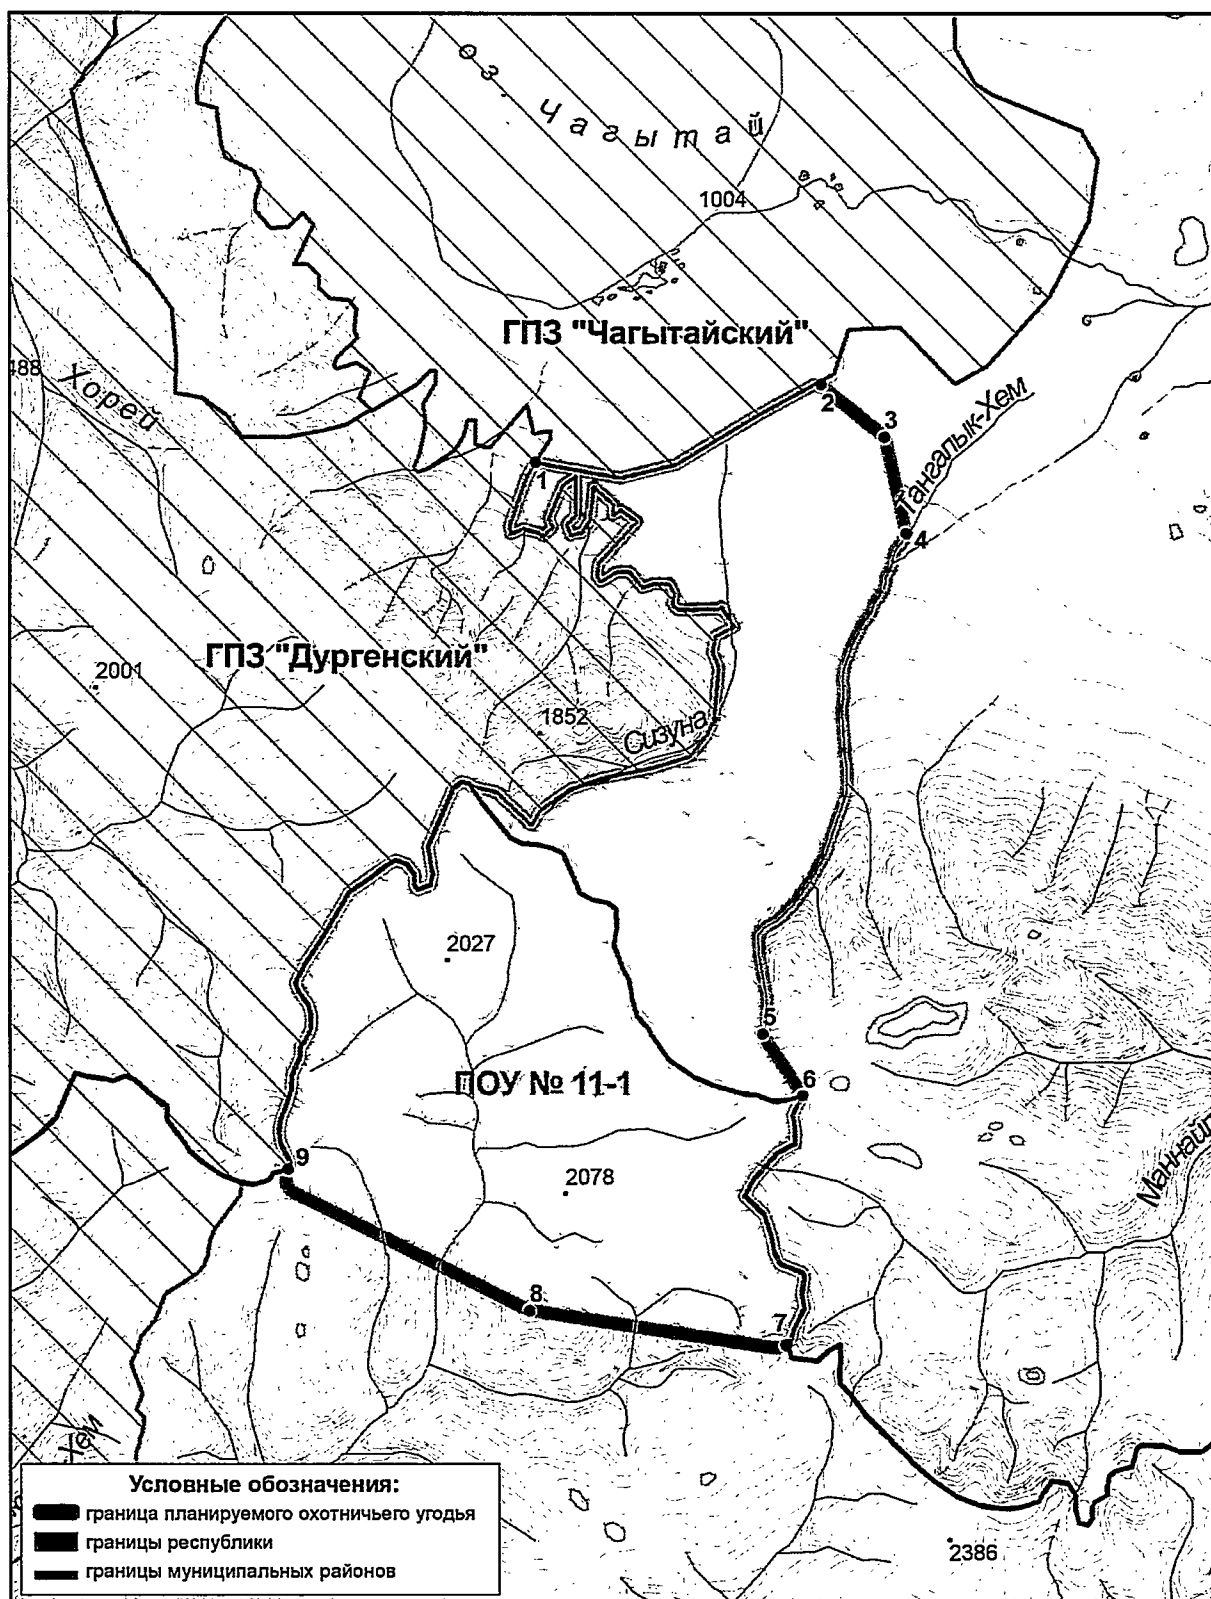 Оз. Чагытай
1004
ГПЗ "Чагытайский"
488
Хорей
2
3
Тангалык-Хем
1
4
ГПЗ "Дургенский"
2001
1852
Сизуна
2027
5
ПОУ № 11-1
6
9
2078
8
7
Хем
Условные обозначения:
граница планируемого охотничьего угодья
границы республики
границы муниципальных районов
2386